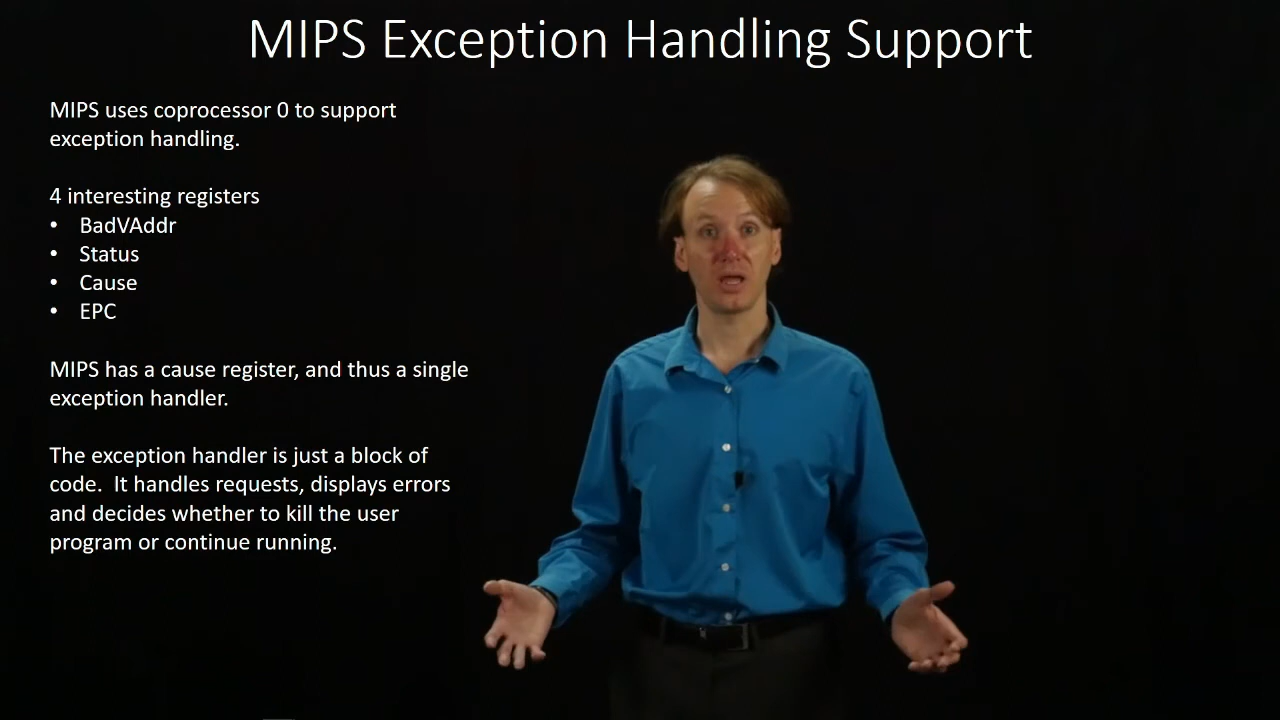 MIPS Exception Handling Support
MIPS uses coprocessor 0 to support
exception handling.
4 interesting registers
• BadVAddr
• Status
• Cause
• EPC
MIPS has a cause register, and thus a single
exception handler.
The exception handler is just a block of
code.  It handles requests, displays errors
and decides whether to kill the user
program or continue running.